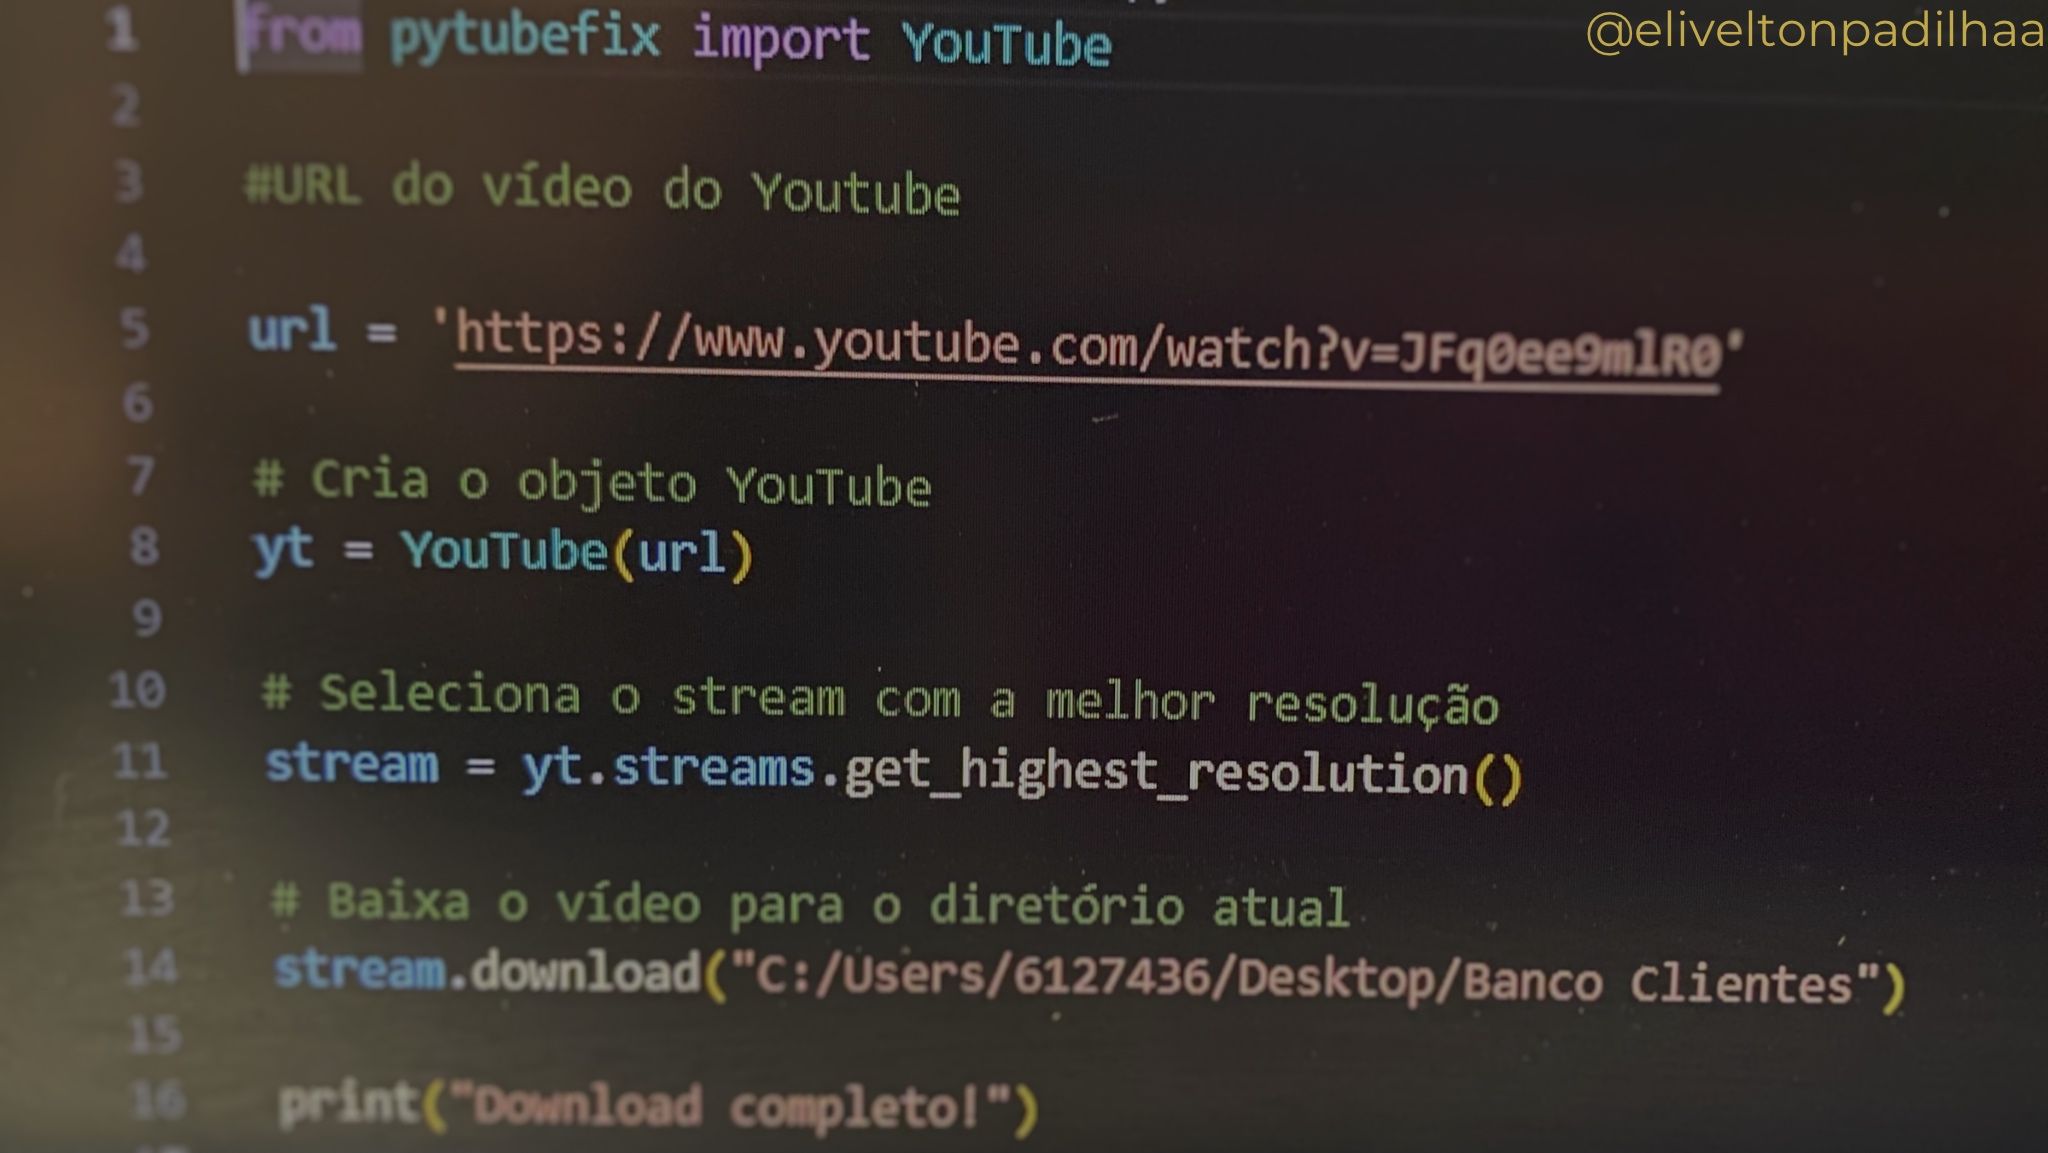 @eliveltonpadilhaa
1 from pytubefix import YouTube
2
3 #URL do vídeo do Youtube
4
5 url = 'https://www.youtube.com/watch?v=JFq0ee9mlR0'
6
7 # Cria o objeto YouTube
8 yt = YouTube(url)
9
10 # Seleciona o stream com a melhor resolução
11 stream = yt.streams.get_highest_resolution()
12
13 # Baixa o vídeo para o diretório atual
14 stream.download("C:/Users/6127436/Desktop/Banco Clientes")
15
16 print("Download completo!")